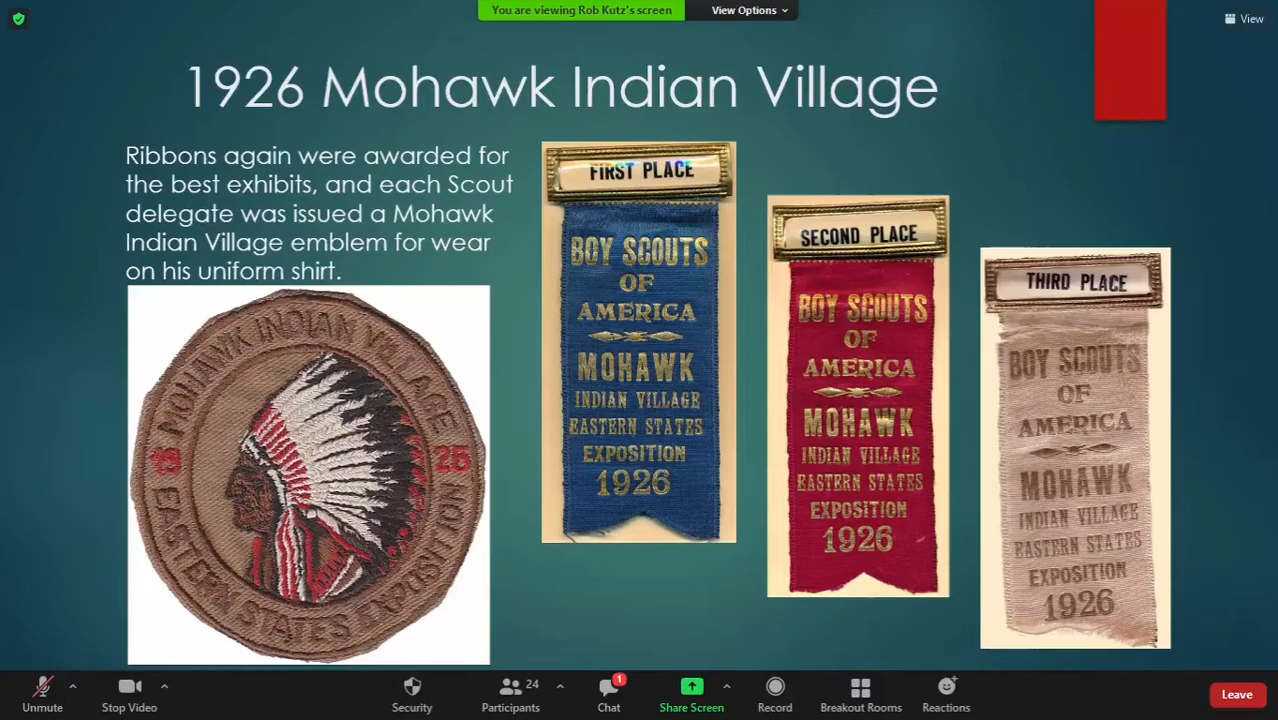 You are viewing Rob Kutz's screen
View Options
View
1926 Mohawk Indian Village
Ribbons again were awarded for
the best exhibits, and each Scout
delegate was issued a Mohawk
Indian Village emblem for wear
on his uniform shirt.
MOHAWK INDIAN VILLAGE
19 26
EASTERN STATES EXPOSITION
FIRST PLACE
BOY SCOUTS
OF
AMERICA
MOHAWK
INDIAN VILLAGE
EASTERN STATES
EXPOSITION
1926
SECOND PLACE
BOY SCOUTS
OF
AMERICA
MOHAWK
INDIAN VILLAGE
EASTERN STATES
EXPOSITION
1926
THIRD PLACE
BOY SCOUTS
OF
AMERICA
MOHAWK
INDIAN VILLAGE
EASTERN STATES
EXPOSITION
1926
Unmute
Stop Video
Security
24
Participants
1
Chat
Share Screen
Record
Breakout Rooms
Reactions
Leave